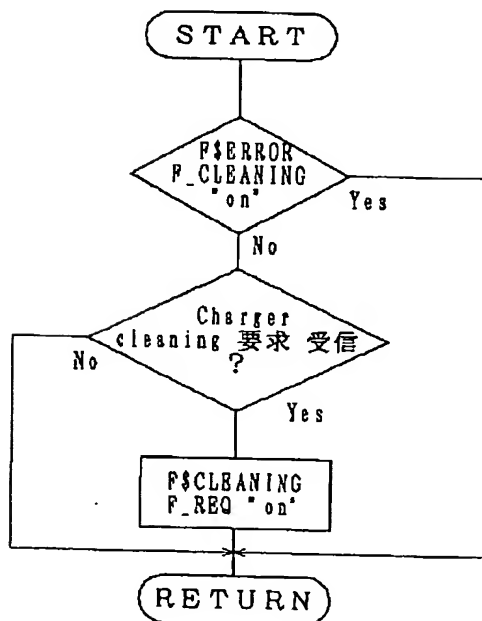 START
F$ERROR
F_CLEANING
"on"
Yes
No
Charger
cleaning 要求 受信
?
No
Yes
F$CLEANING
F_REQ "on"
RETURN